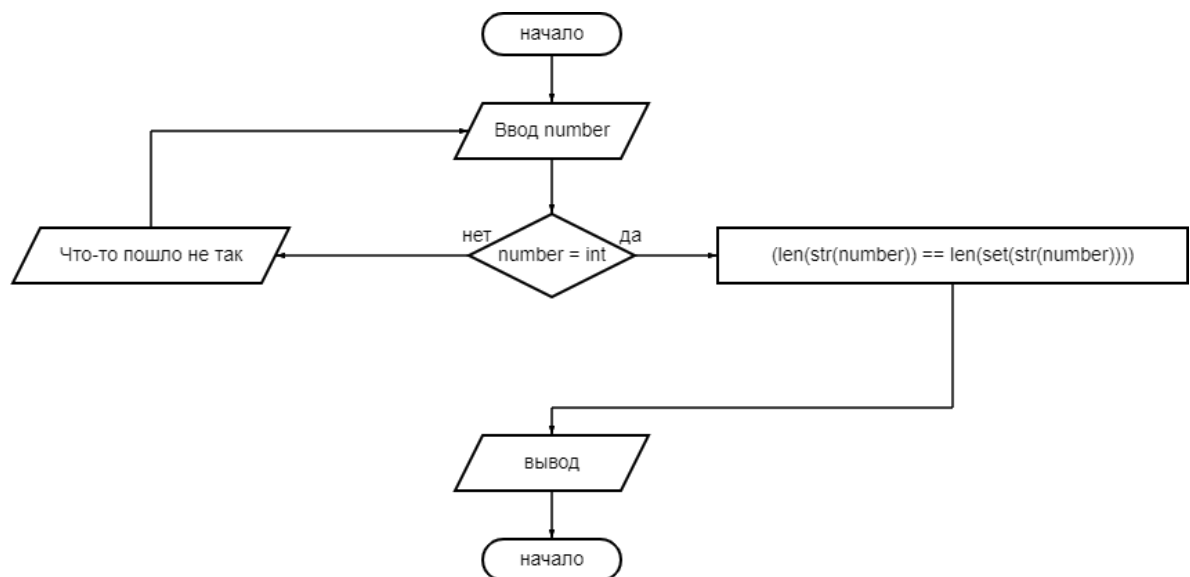 начало
Ввод number
нет
да
Что-то пошло не так
number = int
(len(str(number)) == len(set(str(number))))
вывод
начало